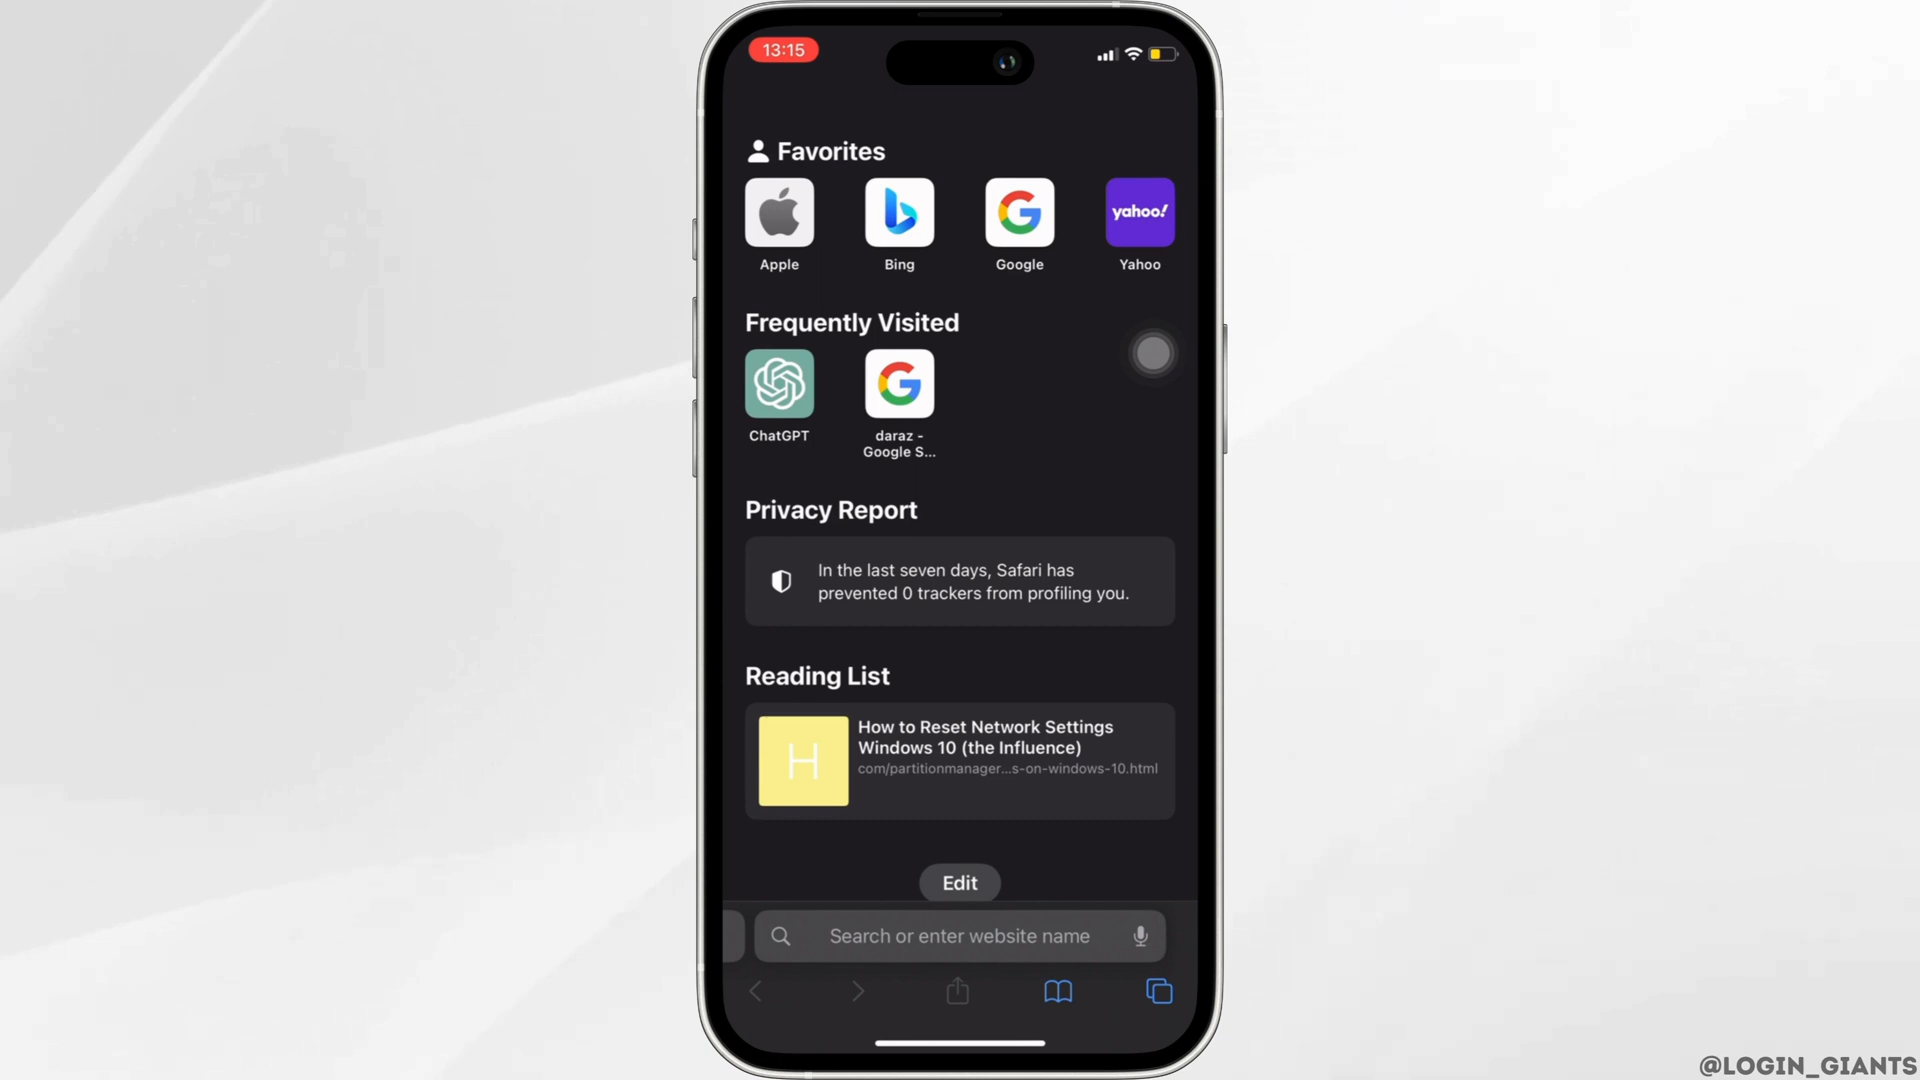 13:15
Favorites
yahoo!
Apple
Bing
Google
Yahoo
Frequently Visited
ChatGPT
daraz -
Google S...
Privacy Report
In the last seven days, Safari has
prevented 0 trackers from profiling you.
Reading List
H
How to Reset Network Settings
Windows 10 (the Influence)
com/partitionmanager...s-on-windows-10.html
Edit
Search or enter website name
@LOGIN_GIANTS